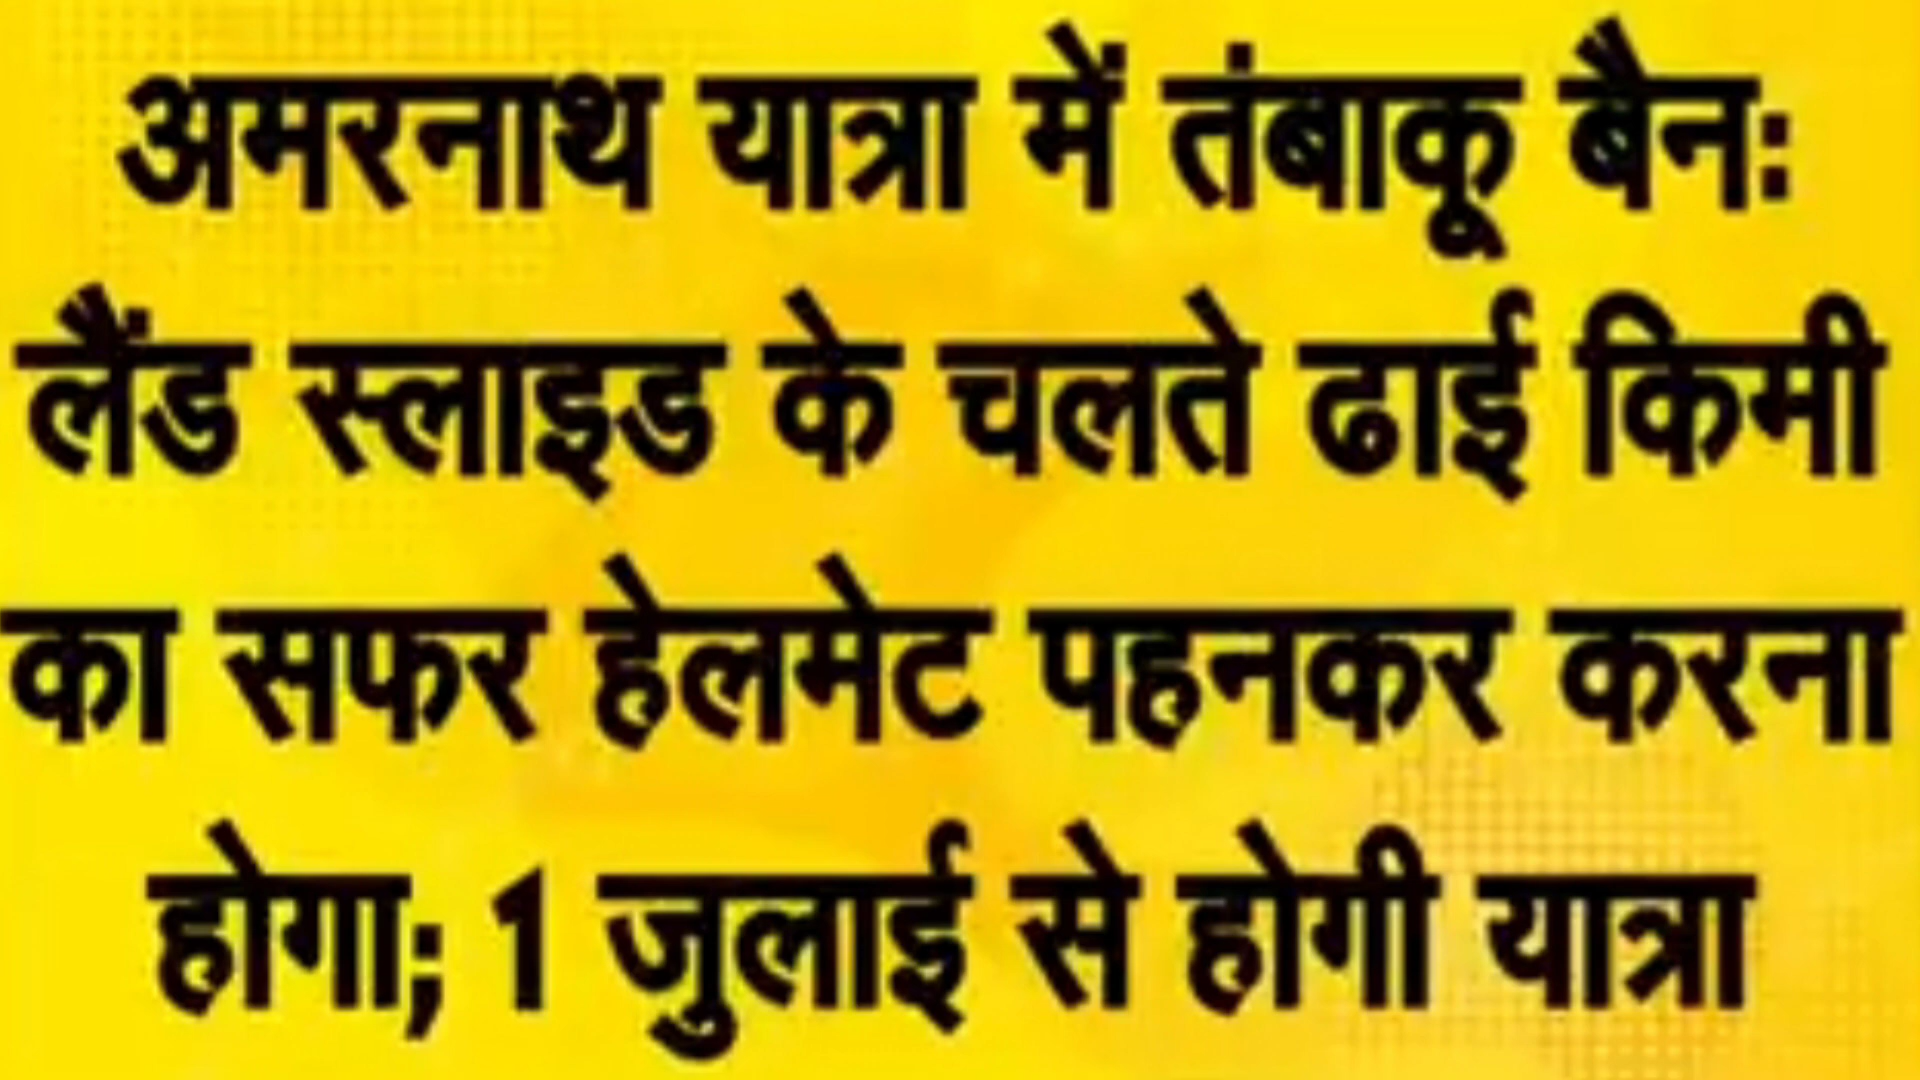 अमरनाथ यात्रा में तंबाकू बैन:
लैंड स्लाइड के चलते ढाई किमी
का सफर हेलमेट पहनकर करना
होगा; 1 जुलाई से होगी यात्रा